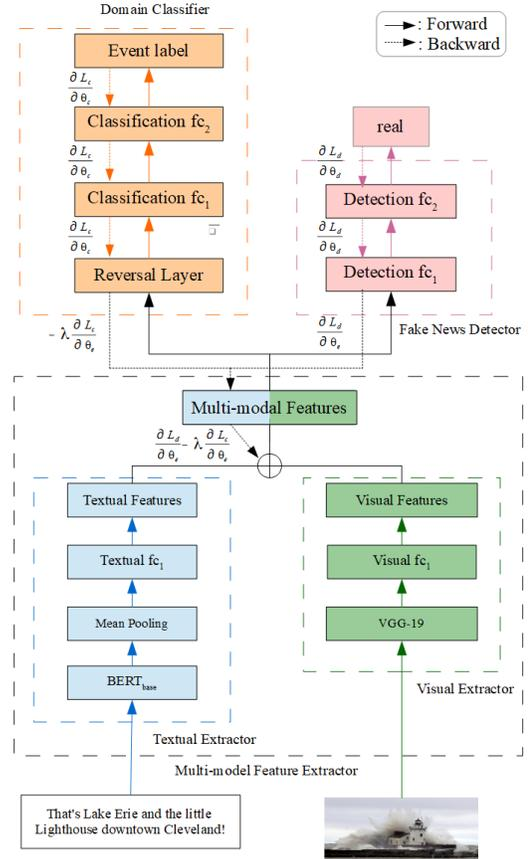 Domain Classifier
: Forward
: Backward
Event label
∂ L_c
∂ θ_c
Classification fc_2
real
∂ L_c
∂ θ_c
∂ L_d
∂ θ_d
Classification fc_1
Detection fc_2
∂ L_c
∂ θ_c
∂ L_d
∂ θ_d
Reversal Layer
Detection fc_1
- λ ∂ L_c
∂ θ_e
∂ L_d
∂ θ_e
Fake News Detector
Multi-modal Features
∂ L_d - λ ∂ L_c
∂ θ_e ∂ θ_e
Textual Features
Visual Features
Textual fc_1
Visual fc_1
Mean Pooling
VGG-19
BERT_base
Visual Extractor
Textual Extractor
Multi-model Feature Extractor
That's Lake Erie and the little
Lighthouse downtown Cleveland!